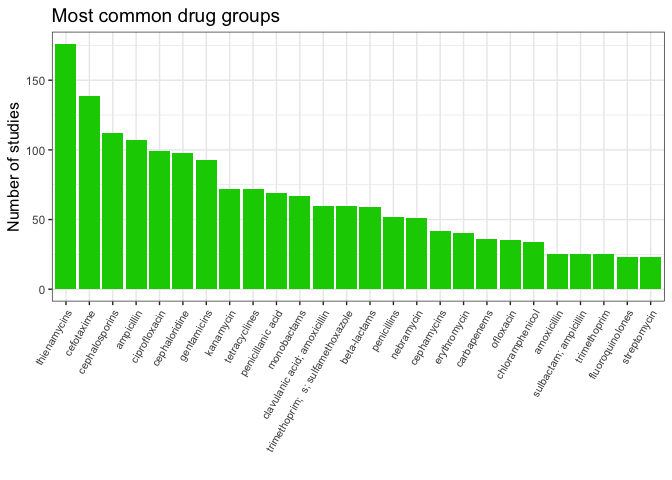 Most common drug groups
Number of studies
150
100
50
0
thienamycins
cefotaxime
cephalosporins
ampicillin
ciprofloxacin
cephaloridine
gentamicins
kanamycin
tetracyclines
penicillanic acid
monobactams
clavulanic acid; amoxicillin
trimethoprim;  s; sulfamethoxazole
beta-lactams
penicillins
nebramycin
cephamycins
erythromycin
carbapenems
ofloxacin
chloramphenicol
amoxicillin
sulbactam; ampicillin
trimethoprim
fluoroquinolones
streptomycin